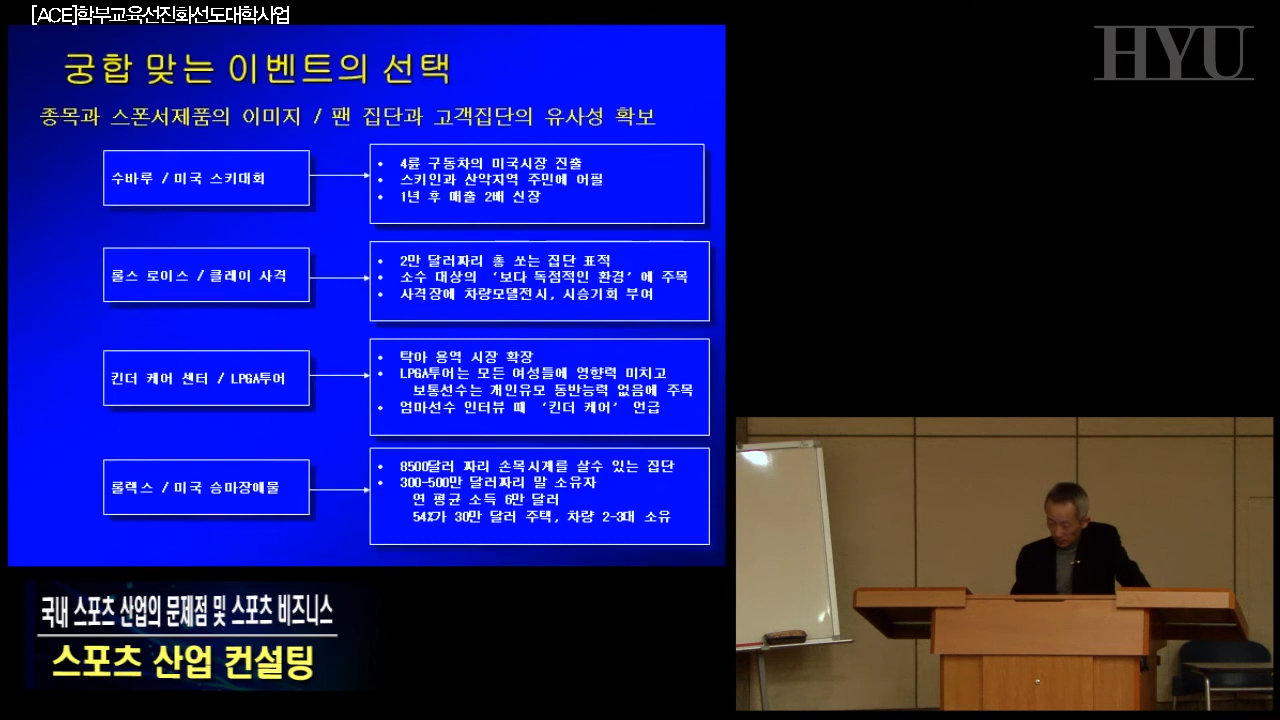 [ACE]학부교육선진화선도대학사업
HYU
궁합 맞는 이벤트의 선택
종목과 스폰서제품의 이미지 / 팬 집단과 고객집단의 유사성 확보
수바루 / 미국 스키대회
• 4륜 구동차의 미국시장 진출
• 스키인과 산악지역 주민에 어필
• 1년 후 매출 2배 신장
롤스 로이스 / 클레이 사격
• 2만 달러짜리 총 쏘는 집단 표적
• 소수 대상의 ‘보다 독점적인 환경’ 에 주목
• 사격장에 차량모델전시, 시승기회 부여
킨더 케어 센터 / LPGA투어
• 탁아 용역 시장 확장
• LPGA투어는 모든 여성들에 영향력 미치고
보통선수는 개인유모 동반능력 없음에 주목
• 엄마선수 인터뷰 때 ‘킨더 케어’ 언급
롤렉스 / 미국 승마장애물
• 8500달러 짜리 손목시계를 살수 있는 집단
• 300-500만 달러짜리 말 소유자
연 평균 소득 6만 달러
54%가 30만 달러 주택, 차량 2-3대 소유
국내 스포츠 산업의 문제점 및 스포츠 비즈니스
스포츠 산업 컨설팅